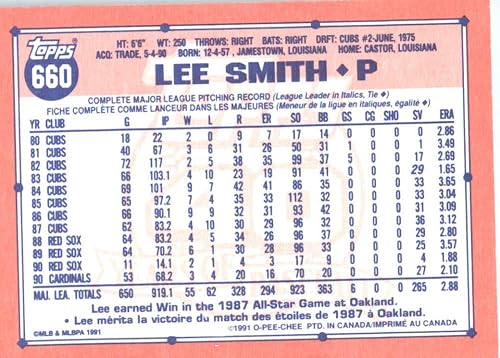 topps
660
HT: 6'6" WT: 250 THROWS: RIGHT BATS: RIGHT DRFT: CUBS #2-JUNE, 1975
ACQ: TRADE, 5-4-90 BORN: 12-4-57, JAMESTOWN, LOUISIANA HOME: CASTOR, LOUISIANA
LEE SMITH ♦ P
COMPLETE MAJOR LEAGUE PITCHING RECORD (League Leader in Italics, Tie ◆)
FICHE COMPLÈTE COMME LANCEUR DANS LES MAJEURES (Meneur de la ligue en italiques, égalité ◆)
YR CLUB G IP W L R ER SO BB GS CG SHO SV ERA
80 CUBS 18 22 2 0 9 7 17 14 0 0 0 0 2.86
81 CUBS 40 67 3 6 31 26 50 31 1 0 0 1 3.49
82 CUBS 72 117 2 5 38 35 99 37 5 0 0 17 2.69
83 CUBS 66 103.1 4 10 23 19 91 41 0 0 0 29 1.65
84 CUBS 69 101 9 7 42 41 86 35 0 0 0 33 3.65
85 CUBS 65 97.2 7 4 35 33 112 32 0 0 0 33 3.04
86 CUBS 66 90.1 9 9 32 31 93 42 0 0 0 31 3.09
87 CUBS 62 83.2 4 10 30 29 96 32 0 0 0 36 3.12
88 RED SOX 64 83.2 4 5 34 26 96 37 0 0 0 29 2.80
89 RED SOX 64 70.2 6 1 30 28 96 33 0 0 0 25 3.57
90 RED SOX 11 14.1 2 1 4 3 17 9 0 0 0 4 1.88
90 CARDINALS 53 68.2 3 4 20 16 70 20 0 0 0 27 2.10
MAJ. LEA. TOTALS 650 919.1 55 62 328 294 923 363 6 0 0 265 2.88
Lee earned Win in the 1987 All-Star Game at Oakland.
• Lee mérita la victoire du match des étoiles de 1987 à Oakland.
©MLB & MLBPA 1991 ©1991 O-PEE-CHEE PTD. IN CANADA/IMPRIMÉ AU CANADA